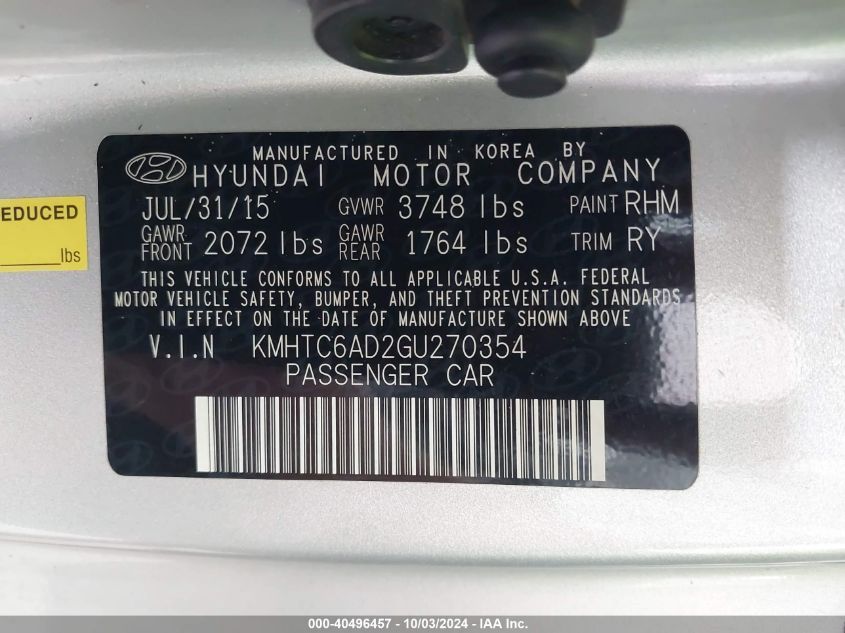 MANUFACTURED IN KOREA BY
HYUNDAI MOTOR COMPANY
JUL/31/15 GVWR 3748 lbs PAINT RHM
GAWR FRONT 2072 lbs GAWR REAR 1764 lbs TRIM RY
THIS VEHICLE CONFORMS TO ALL APPLICABLE U.S.A. FEDERAL
MOTOR VEHICLE SAFETY, BUMPER, AND THEFT PREVENTION STANDARDS
IN EFFECT ON THE DATE OF MANUFACTURE SHOWN ABOVE
V.I.N KMHTC6AD2GU270354
PASSENGER CAR
EDUCED
lbs
000-40496457 - 10/03/2024 - IAA Inc.